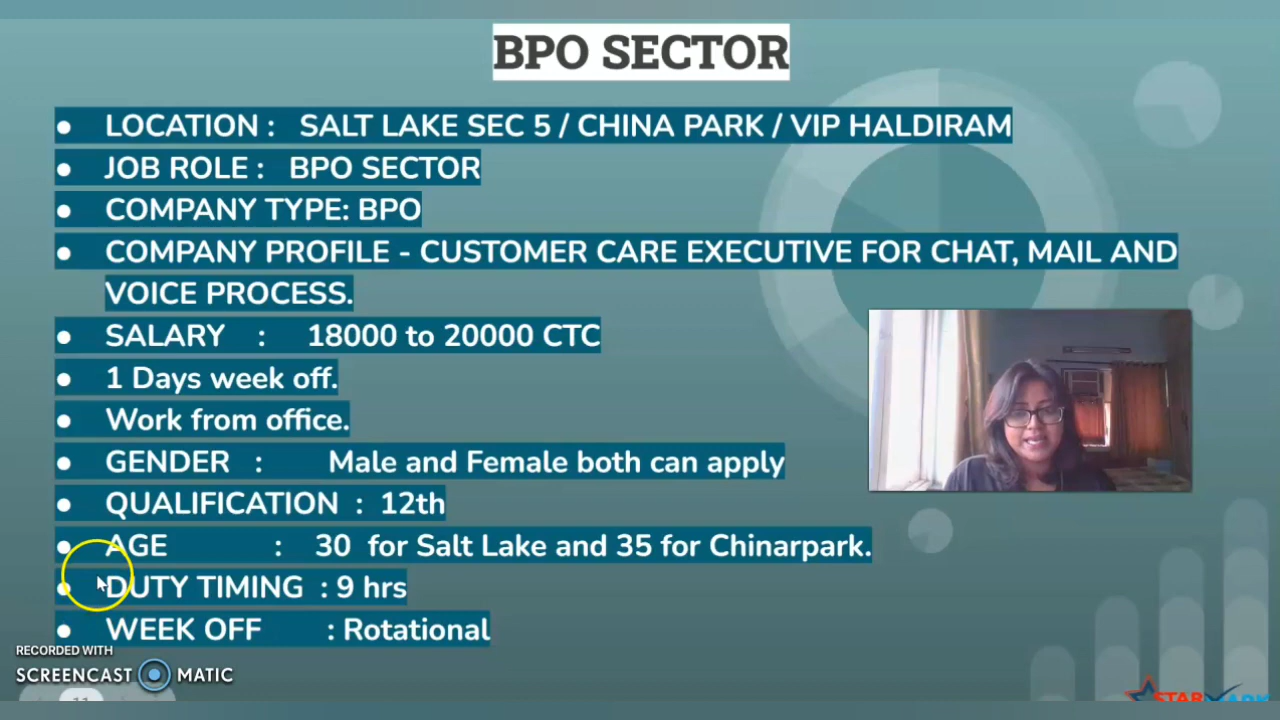 BPO SECTOR
● LOCATION : SALT LAKE SEC 5 / CHINA PARK / VIP HALDIRAM
● JOB ROLE : BPO SECTOR
● COMPANY TYPE: BPO
● COMPANY PROFILE - CUSTOMER CARE EXECUTIVE FOR CHAT, MAIL AND
VOICE PROCESS.
● SALARY : 18000 to 20000 CTC
● 1 Days week off.
● Work from office.
● GENDER : Male and Female both can apply
● QUALIFICATION : 12th
● AGE : 30 for Salt Lake and 35 for Chinarpark.
● DUTY TIMING : 9 hrs
● WEEK OFF : Rotational
RECORDED WITH
SCREENCAST MATIC